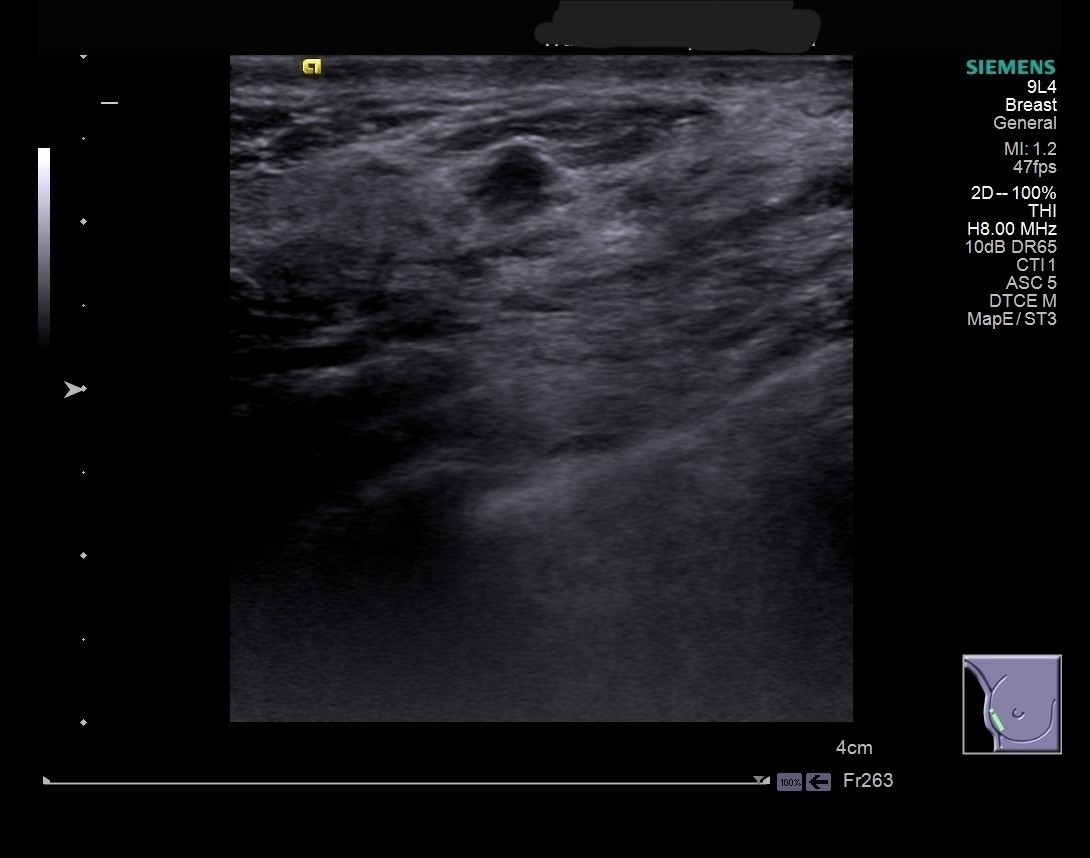 SIEMENS
9L4
Breast
General
MI: 1.2
47fps
2D--100%
THI
H8.00 MHz
10dB DR65
CTI 1
ASC 5
DTCE M
MapE / ST3
4cm
100%
Fr263